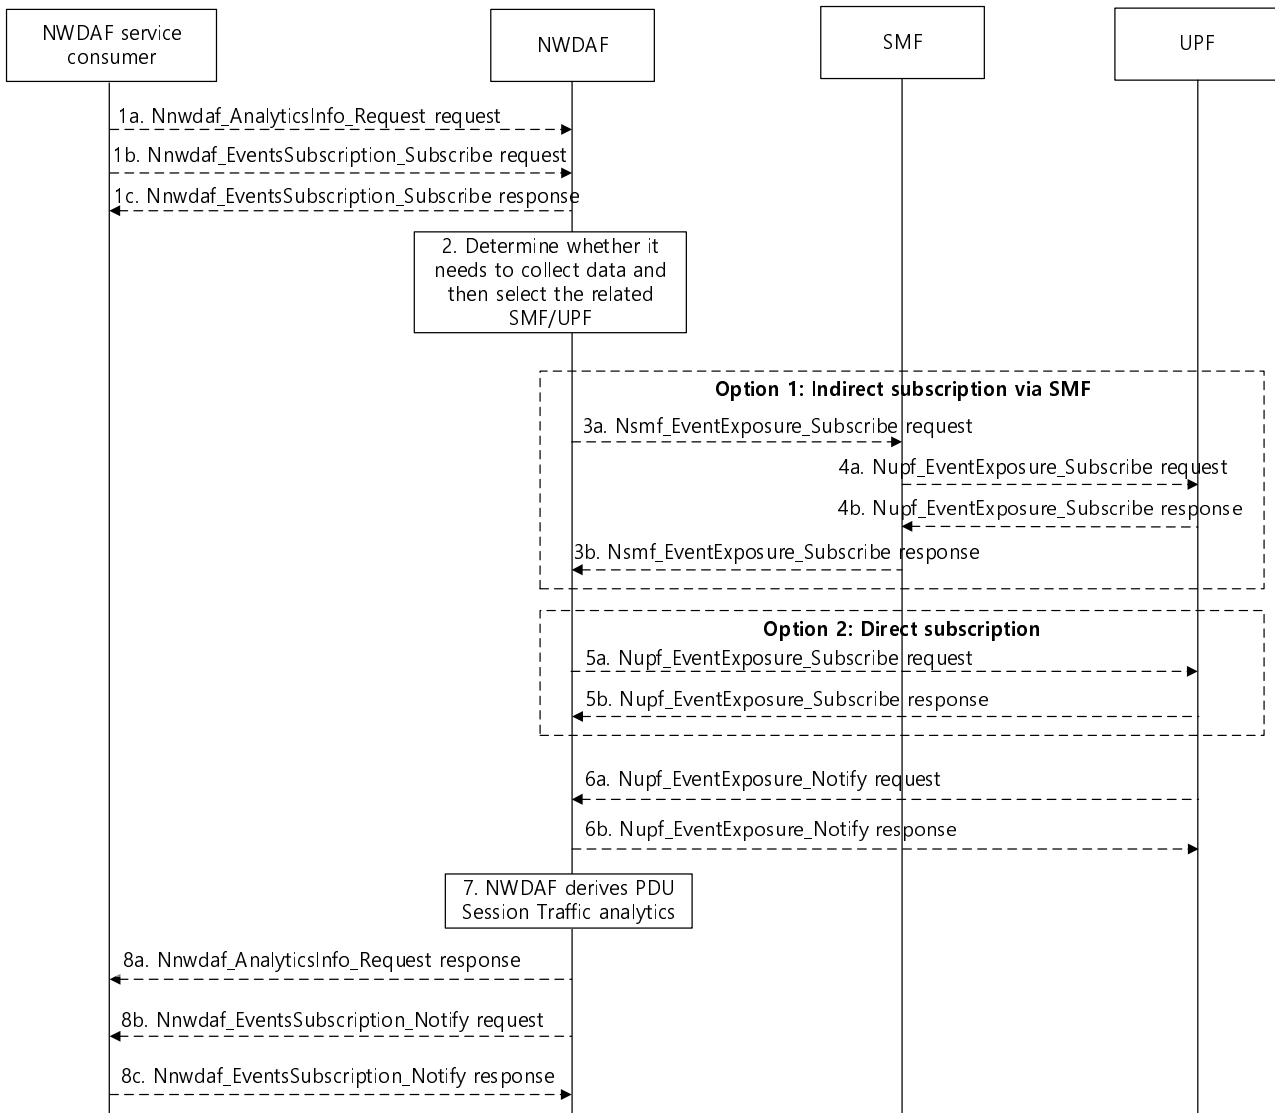 NWDAF service
consumer
NWDAF
SMF
UPF
1a. Nnwdaf_AnalyticsInfo_Request request
1b. Nnwdaf_EventsSubscription_Subscribe request
1c. Nnwdaf_EventsSubscription_Subscribe response
2. Determine whether it
needs to collect data and
then select the related
SMF/UPF
Option 1: Indirect subscription via SMF
3a. Nsmf_EventExposure_Subscribe request
4a. Nupf_EventExposure_Subscribe request
4b. Nupf_EventExposure_Subscribe response
3b. Nsmf_EventExposure_Subscribe response
Option 2: Direct subscription
5a. Nupf_EventExposure_Subscribe request
5b. Nupf_EventExposure_Subscribe response
6a. Nupf_EventExposure_Notify request
6b. Nupf_EventExposure_Notify response
7. NWDAF derives PDU
Session Traffic analytics
8a. Nnwdaf_AnalyticsInfo_Request response
8b. Nnwdaf_EventsSubscription_Notify request
8c. Nnwdaf_EventsSubscription_Notify response